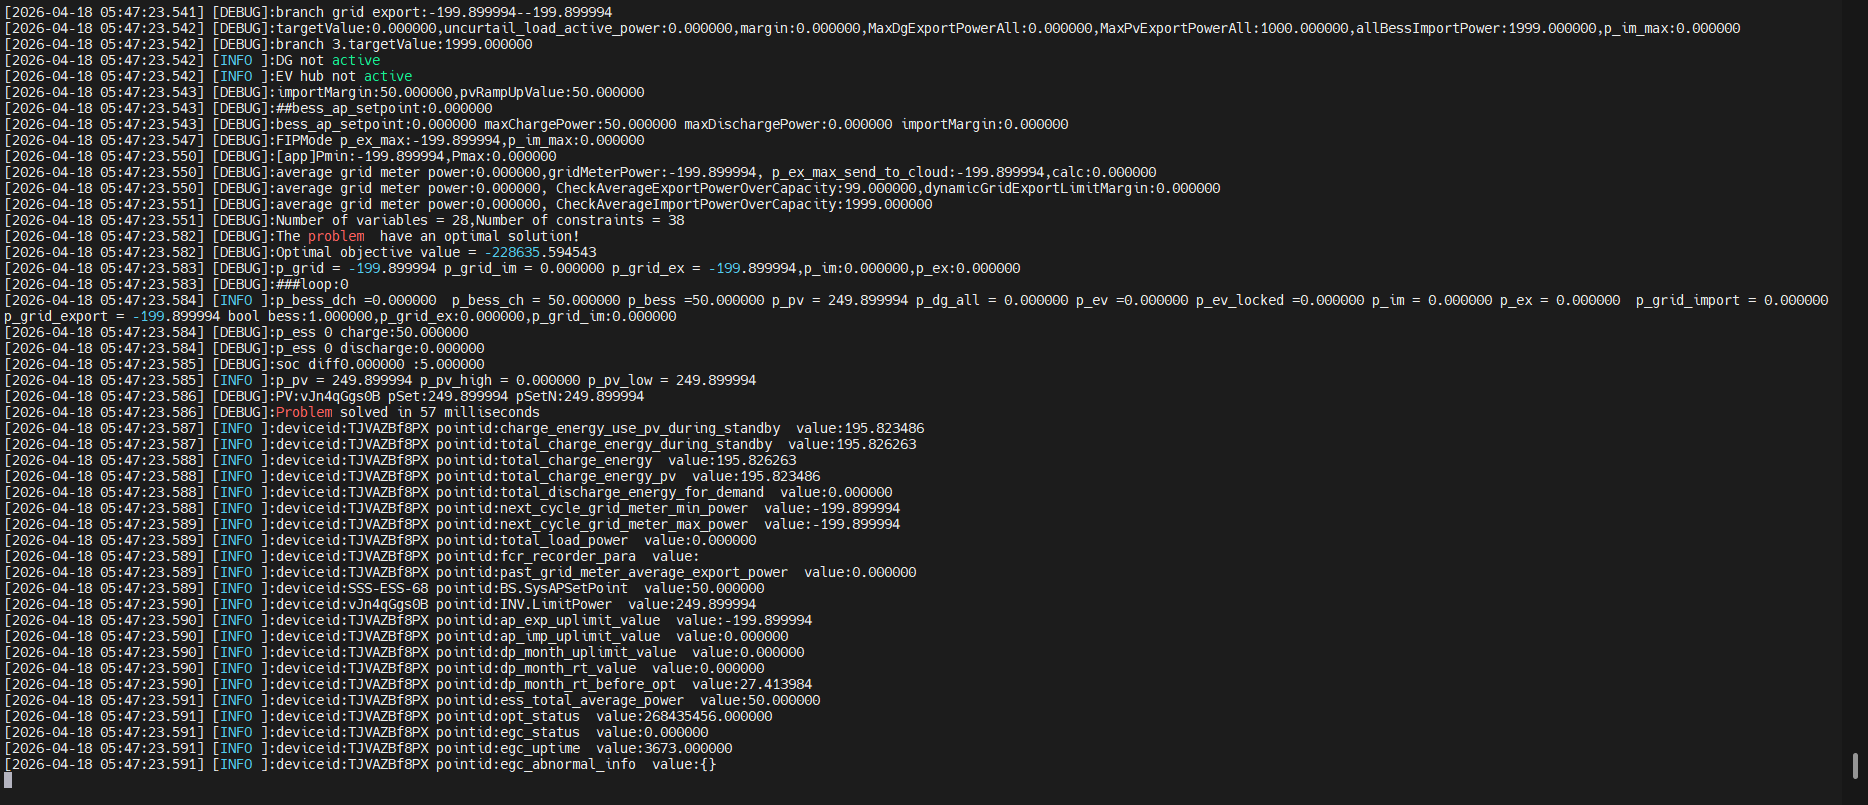 [2026-04-18 05:47:23.541] [DEBUG]:branch grid export:-199.899994--199.899994
[2026-04-18 05:47:23.542] [DEBUG]:targetValue:0.000000,uncurtail_load_active_power:0.000000,margin:0.000000,MaxDgExportPowerAll:0.000000,MaxPvExportPowerAll:1000.000000,allBessImportPower:1999.000000,p_im_max:0.000000
[2026-04-18 05:47:23.542] [DEBUG]:branch 3.targetValue:1999.000000
[2026-04-18 05:47:23.542] [INFO ]:DG not active
[2026-04-18 05:47:23.542] [INFO ]:EV hub not active
[2026-04-18 05:47:23.543] [DEBUG]:importMargin:50.000000,pvRampUpValue:50.000000
[2026-04-18 05:47:23.543] [DEBUG]:##bess_ap_setpoint:0.000000
[2026-04-18 05:47:23.543] [DEBUG]:bess_ap_setpoint:0.000000 maxChargePower:50.000000 maxDischargePower:0.000000 importMargin:0.000000
[2026-04-18 05:47:23.547] [DEBUG]:FIPMode p_ex_max:-199.899994,p_im_max:0.000000
[2026-04-18 05:47:23.550] [DEBUG]:[app]Pmin:-199.899994,Pmax:0.000000
[2026-04-18 05:47:23.550] [DEBUG]:average grid meter power:0.000000,gridMeterPower:-199.899994, p_ex_max_send_to_cloud:-199.899994,calc:0.000000
[2026-04-18 05:47:23.550] [DEBUG]:average grid meter power:0.000000, CheckAverageExportPowerOverCapacity:99.000000,dynamicGridExportLimitMargin:0.000000
[2026-04-18 05:47:23.551] [DEBUG]:average grid meter power:0.000000, CheckAverageImportPowerOverCapacity:1999.000000
[2026-04-18 05:47:23.551] [DEBUG]:Number of variables = 28,Number of constraints = 38
[2026-04-18 05:47:23.582] [DEBUG]:The problem  have an optimal solution!
[2026-04-18 05:47:23.582] [DEBUG]:Optimal objective value = -228635.594543
[2026-04-18 05:47:23.583] [DEBUG]:p_grid = -199.899994 p_grid_im = 0.000000 p_grid_ex = -199.899994,p_im:0.000000,p_ex:0.000000
[2026-04-18 05:47:23.583] [DEBUG]:###loop:0
[2026-04-18 05:47:23.584] [INFO ]:p_bess_dch =0.000000  p_bess_ch = 50.000000 p_bess =50.000000 p_pv = 249.899994 p_dg_all = 0.000000 p_ev =0.000000 p_ev_locked =0.000000 p_im = 0.000000 p_ex = 0.000000  p_grid_import = 0.000000
p_grid_export = -199.899994 bool bess:1.000000,p_grid_ex:0.000000,p_grid_im:0.000000
[2026-04-18 05:47:23.584] [DEBUG]:p_ess 0 charge:50.000000
[2026-04-18 05:47:23.584] [DEBUG]:p_ess 0 discharge:0.000000
[2026-04-18 05:47:23.585] [DEBUG]:soc diff0.000000 :5.000000
[2026-04-18 05:47:23.585] [INFO ]:p_pv = 249.899994 p_pv_high = 0.000000 p_pv_low = 249.899994
[2026-04-18 05:47:23.586] [DEBUG]:PV:vJn4qGgs0B pSet:249.899994 pSetN:249.899994
[2026-04-18 05:47:23.586] [DEBUG]:Problem solved in 57 milliseconds
[2026-04-18 05:47:23.587] [INFO ]:deviceid:TJVAZBf8PX pointid:charge_energy_use_pv_during_standby  value:195.823486
[2026-04-18 05:47:23.587] [INFO ]:deviceid:TJVAZBf8PX pointid:total_charge_energy_during_standby  value:195.826263
[2026-04-18 05:47:23.588] [INFO ]:deviceid:TJVAZBf8PX pointid:total_charge_energy  value:195.826263
[2026-04-18 05:47:23.588] [INFO ]:deviceid:TJVAZBf8PX pointid:total_charge_energy_pv  value:195.823486
[2026-04-18 05:47:23.588] [INFO ]:deviceid:TJVAZBf8PX pointid:total_discharge_energy_for_demand  value:0.000000
[2026-04-18 05:47:23.588] [INFO ]:deviceid:TJVAZBf8PX pointid:next_cycle_grid_meter_min_power  value:-199.899994
[2026-04-18 05:47:23.589] [INFO ]:deviceid:TJVAZBf8PX pointid:next_cycle_grid_meter_max_power  value:-199.899994
[2026-04-18 05:47:23.589] [INFO ]:deviceid:TJVAZBf8PX pointid:total_load_power  value:0.000000
[2026-04-18 05:47:23.589] [INFO ]:deviceid:TJVAZBf8PX pointid:fcr_recorder_para  value:
[2026-04-18 05:47:23.589] [INFO ]:deviceid:TJVAZBf8PX pointid:past_grid_meter_average_export_power  value:0.000000
[2026-04-18 05:47:23.589] [INFO ]:deviceid:SSS-ESS-68 pointid:BS.SysAPSetPoint  value:50.000000
[2026-04-18 05:47:23.590] [INFO ]:deviceid:vJn4qGgs0B pointid:INV.LimitPower  value:249.899994
[2026-04-18 05:47:23.590] [INFO ]:deviceid:TJVAZBf8PX pointid:ap_exp_uplimit_value  value:-199.899994
[2026-04-18 05:47:23.590] [INFO ]:deviceid:TJVAZBf8PX pointid:ap_imp_uplimit_value  value:0.000000
[2026-04-18 05:47:23.590] [INFO ]:deviceid:TJVAZBf8PX pointid:dp_month_uplimit_value  value:0.000000
[2026-04-18 05:47:23.590] [INFO ]:deviceid:TJVAZBf8PX pointid:dp_month_rt_value  value:0.000000
[2026-04-18 05:47:23.590] [INFO ]:deviceid:TJVAZBf8PX pointid:dp_month_rt_before_opt  value:27.413984
[2026-04-18 05:47:23.591] [INFO ]:deviceid:TJVAZBf8PX pointid:ess_total_average_power  value:50.000000
[2026-04-18 05:47:23.591] [INFO ]:deviceid:TJVAZBf8PX pointid:opt_status  value:268435456.000000
[2026-04-18 05:47:23.591] [INFO ]:deviceid:TJVAZBf8PX pointid:egc_status  value:0.000000
[2026-04-18 05:47:23.591] [INFO ]:deviceid:TJVAZBf8PX pointid:egc_uptime  value:3673.000000
[2026-04-18 05:47:23.591] [INFO ]:deviceid:TJVAZBf8PX pointid:egc_abnormal_info  value:{}